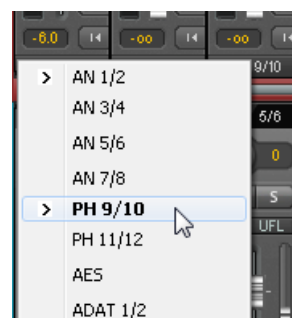 -6.0 -oo -oo
9/10
> AN 1/2
AN 3/4
5/6
AN 5/6
0
AN 7/8
S
> PH 9/10
UFL
PH 11/12
AES
ADAT 1/2